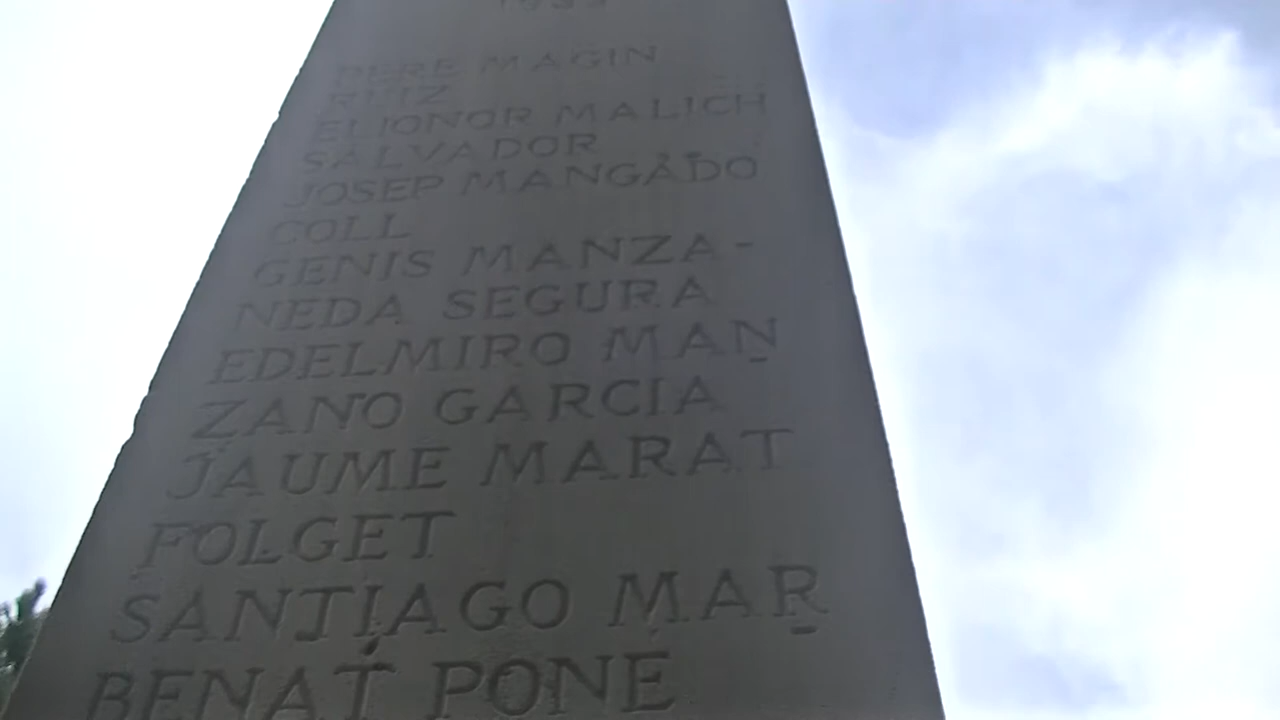 1939
PERE MAGIN
RUIZ
ELIONOR MALICH
SALVADOR
JOSEP MANGADO
COLL
GENIS MANZA-
NEDA SEGURA
EDELMIRO MAN
ZANO GARCIA
JAUME MARAT
FOLGET
SANTIAGO MAR
BENAT PONE